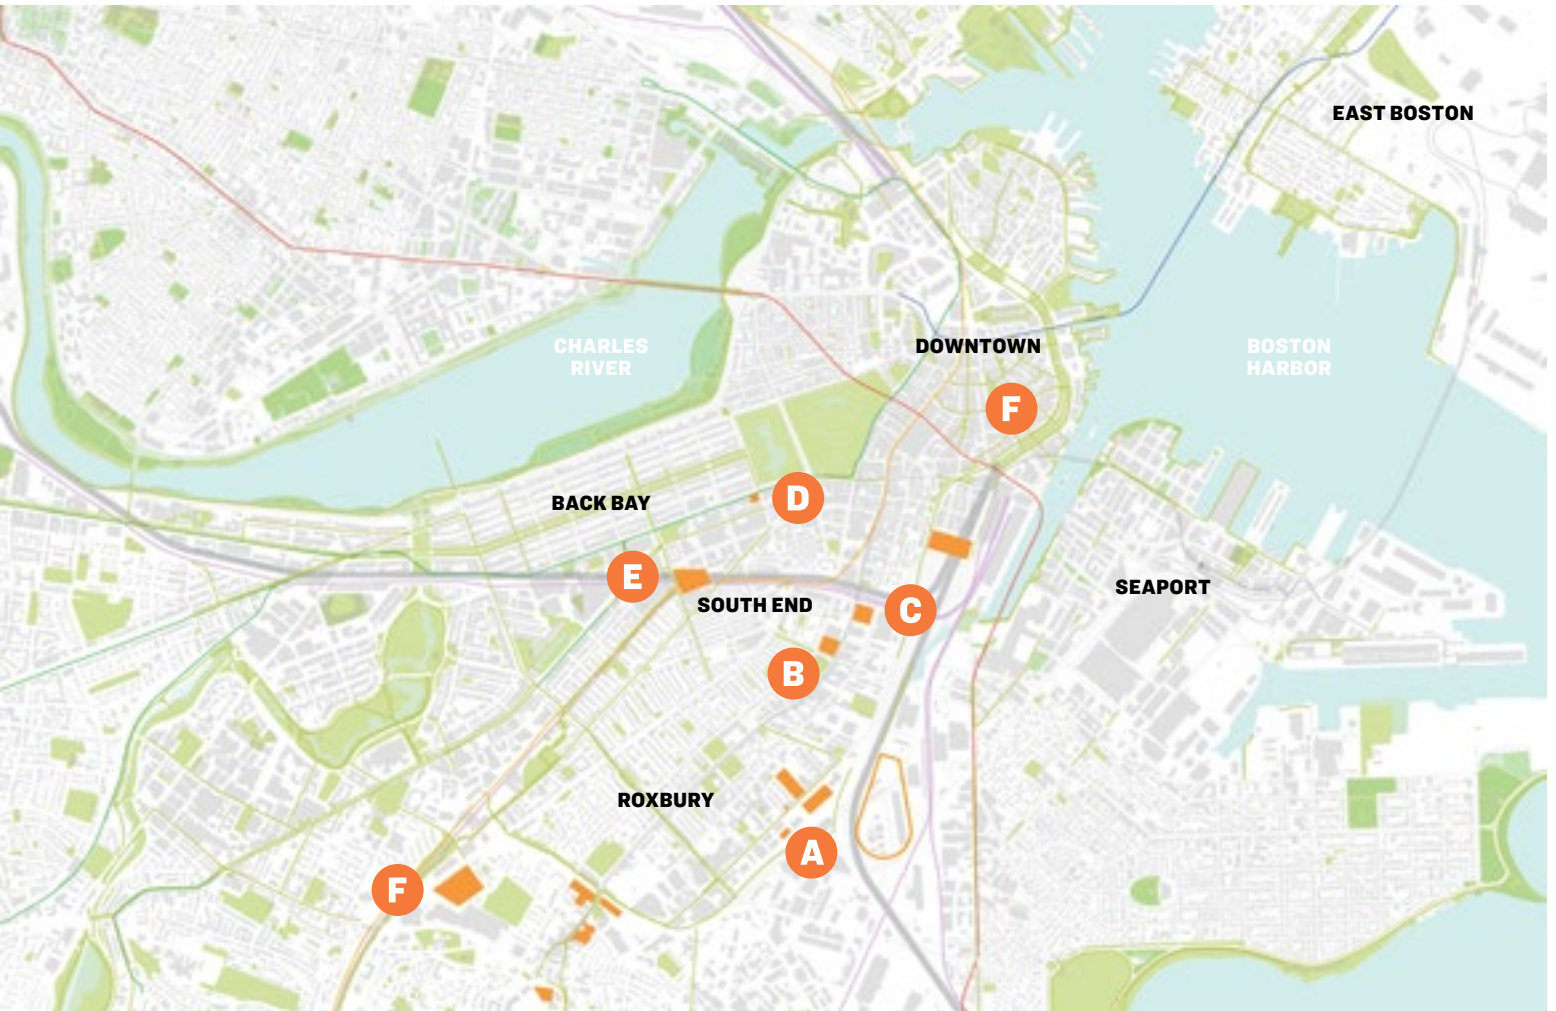 EAST BOSTON
CHARLES
RIVER
DOWNTOWN
BOSTON
HARBOR
F
BACK BAY
D
E
SOUTH END
C
SEAPORT
B
ROXBURY
A
F